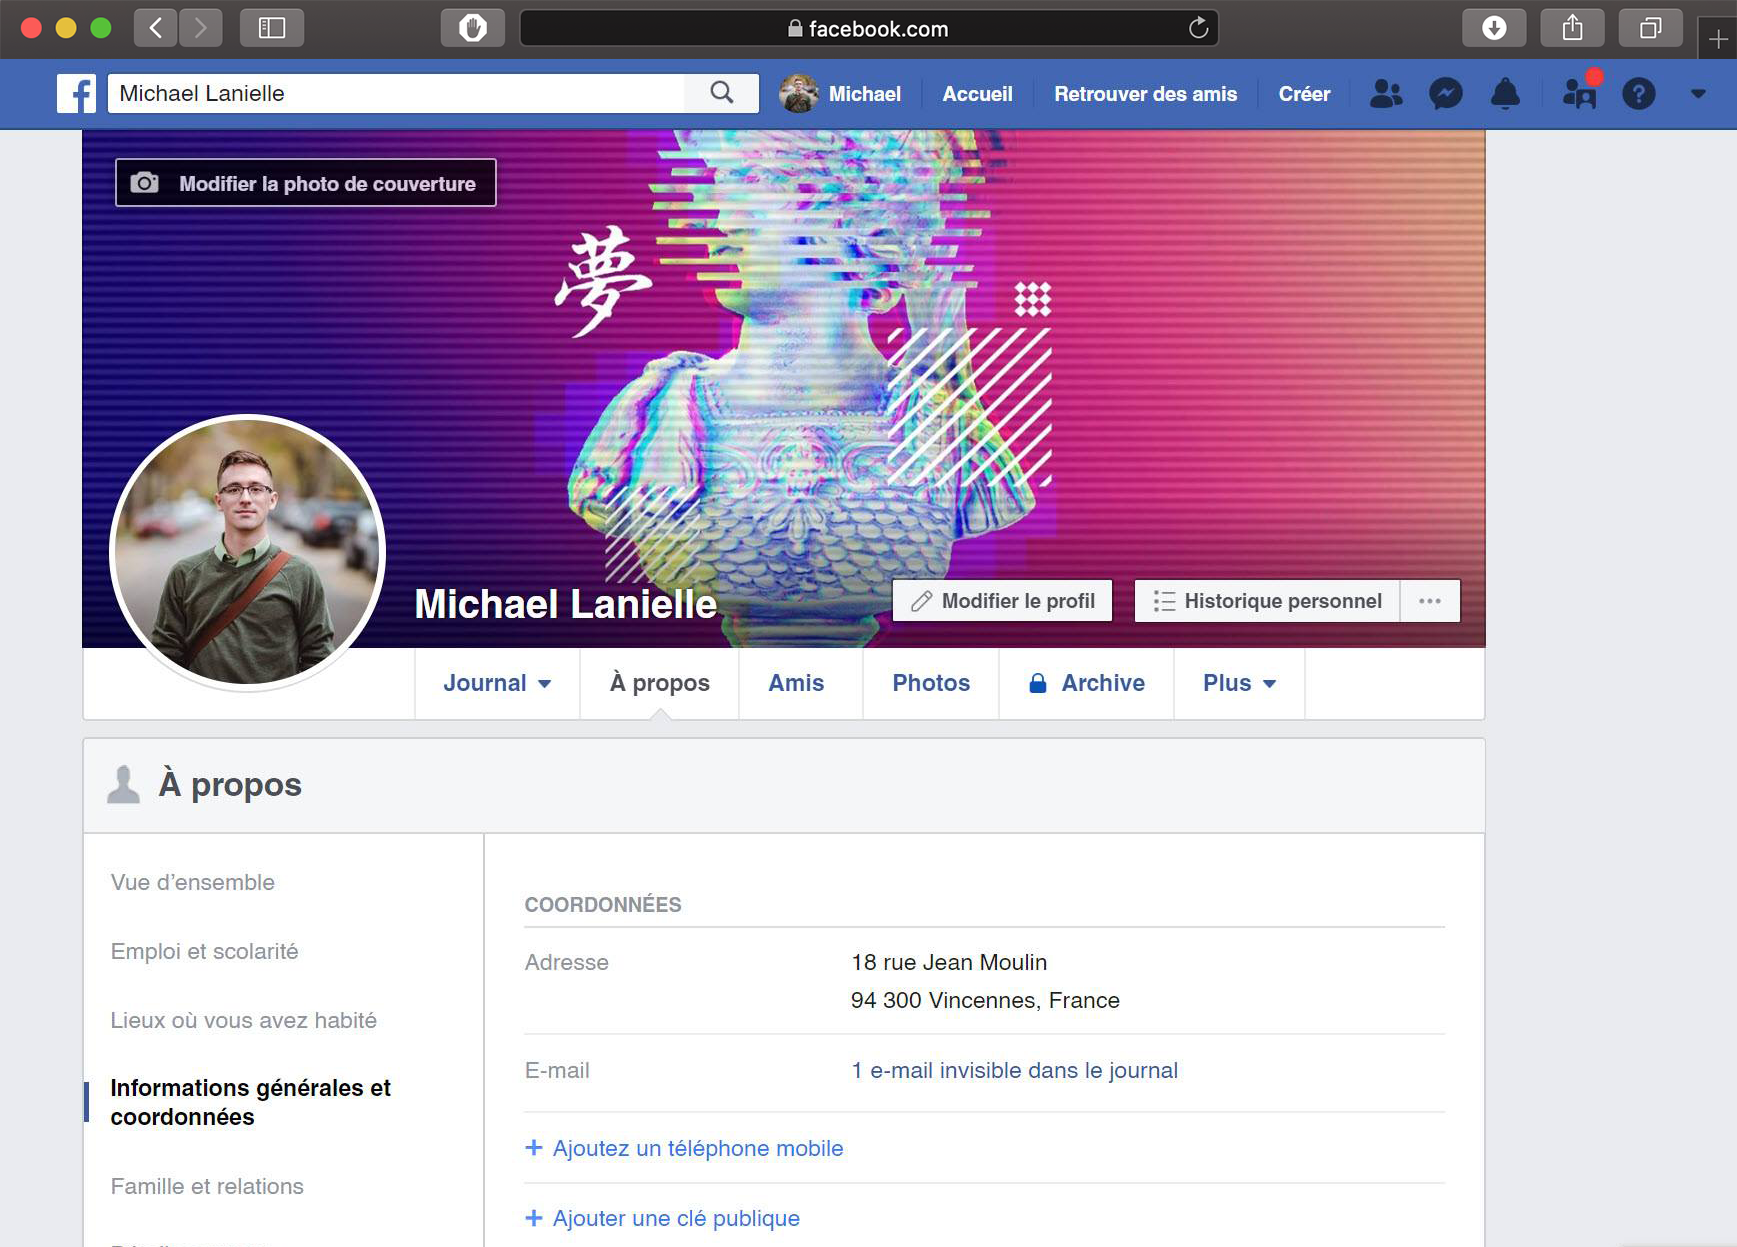 facebook.com
Michael Lanielle
Michael
Accueil
Retrouver des amis
Créer
Modifier la photo de couverture
夢
Michael Lanielle
Modifier le profil
Historique personnel
Journal
À propos
Amis
Photos
Archive
Plus
À propos
Vue d’ensemble
Emploi et scolarité
Lieux où vous avez habité
Informations générales et
coordonnées
Famille et relations
COORDONNÉES
Adresse
18 rue Jean Moulin
94 300 Vincennes, France
E-mail
1 e-mail invisible dans le journal
+ Ajoutez un téléphone mobile
+ Ajouter une clé publique